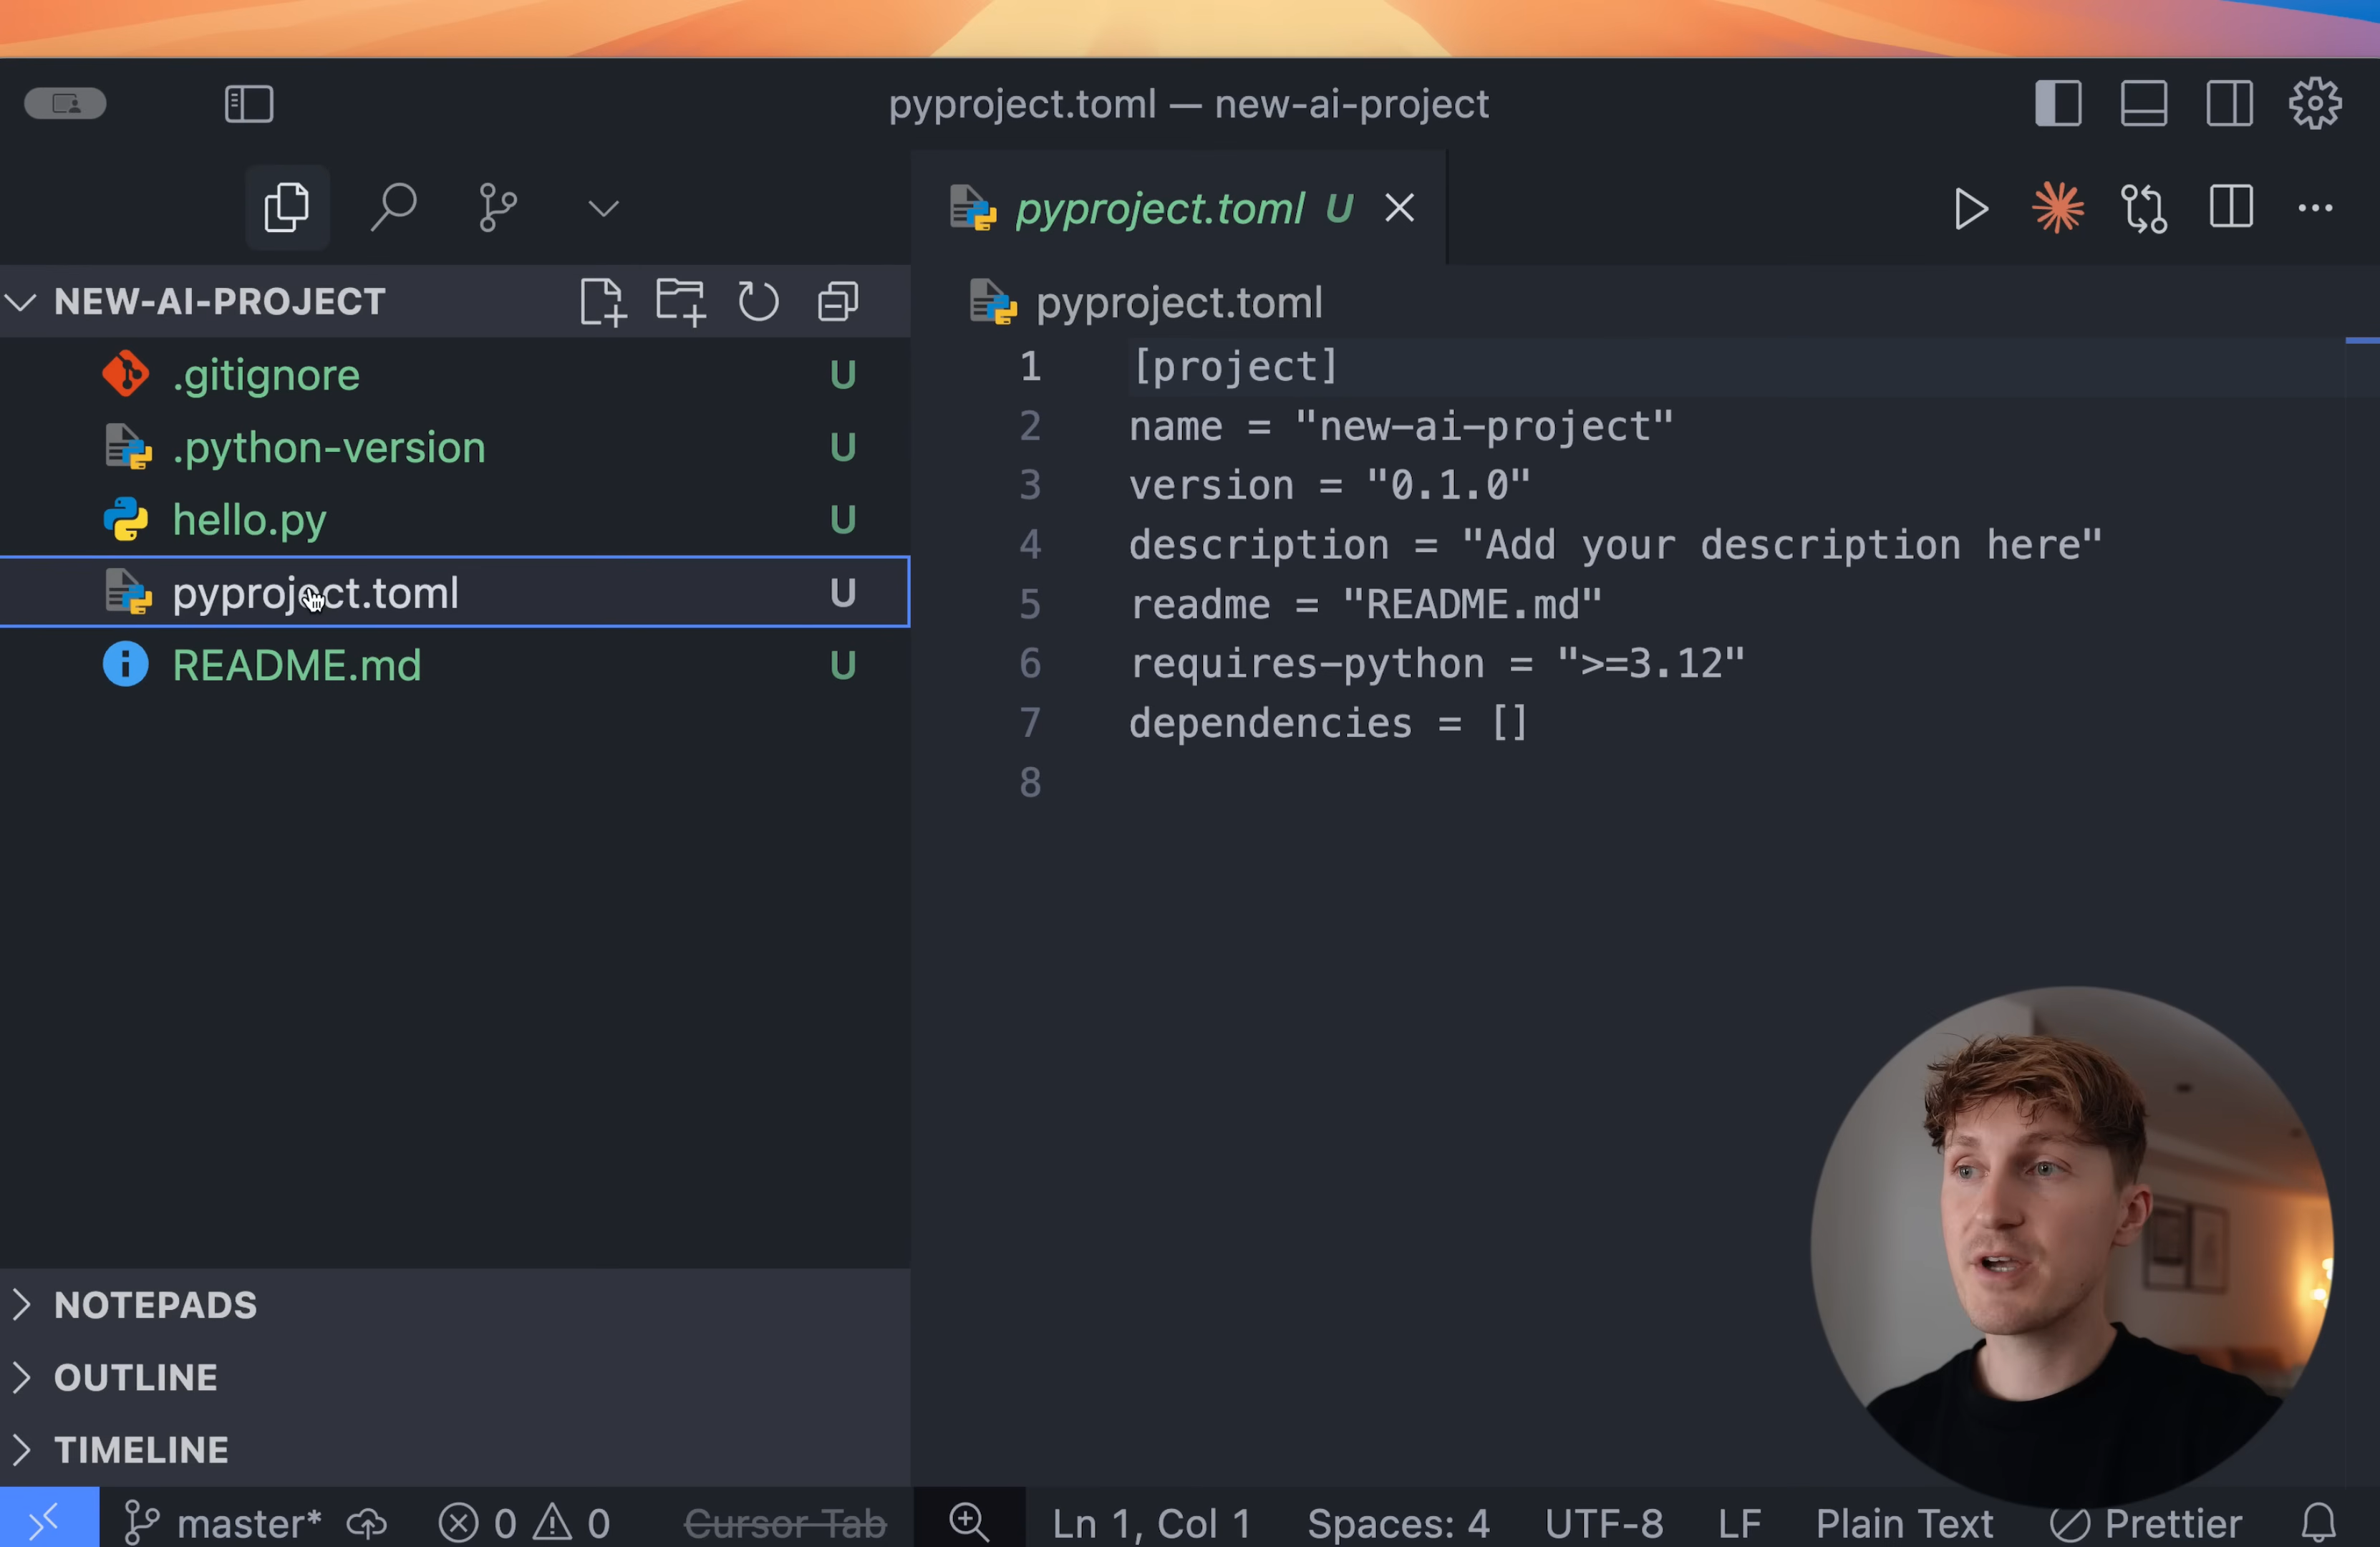 pyproject.toml — new-ai-project
pyproject.toml U
NEW-AI-PROJECT
pyproject.toml
.gitignore U
.python-version U
hello.py U
pyproject.toml U
README.md U
1 [project]
2 name = "new-ai-project"
3 version = "0.1.0"
4 description = "Add your description here"
5 readme = "README.md"
6 requires-python = ">=3.12"
7 dependencies = []
8
NOTEPADS
OUTLINE
TIMELINE
master* 0 0 Cursor Tab Ln 1, Col 1 Spaces: 4 UTF-8 LF Plain Text Prettier